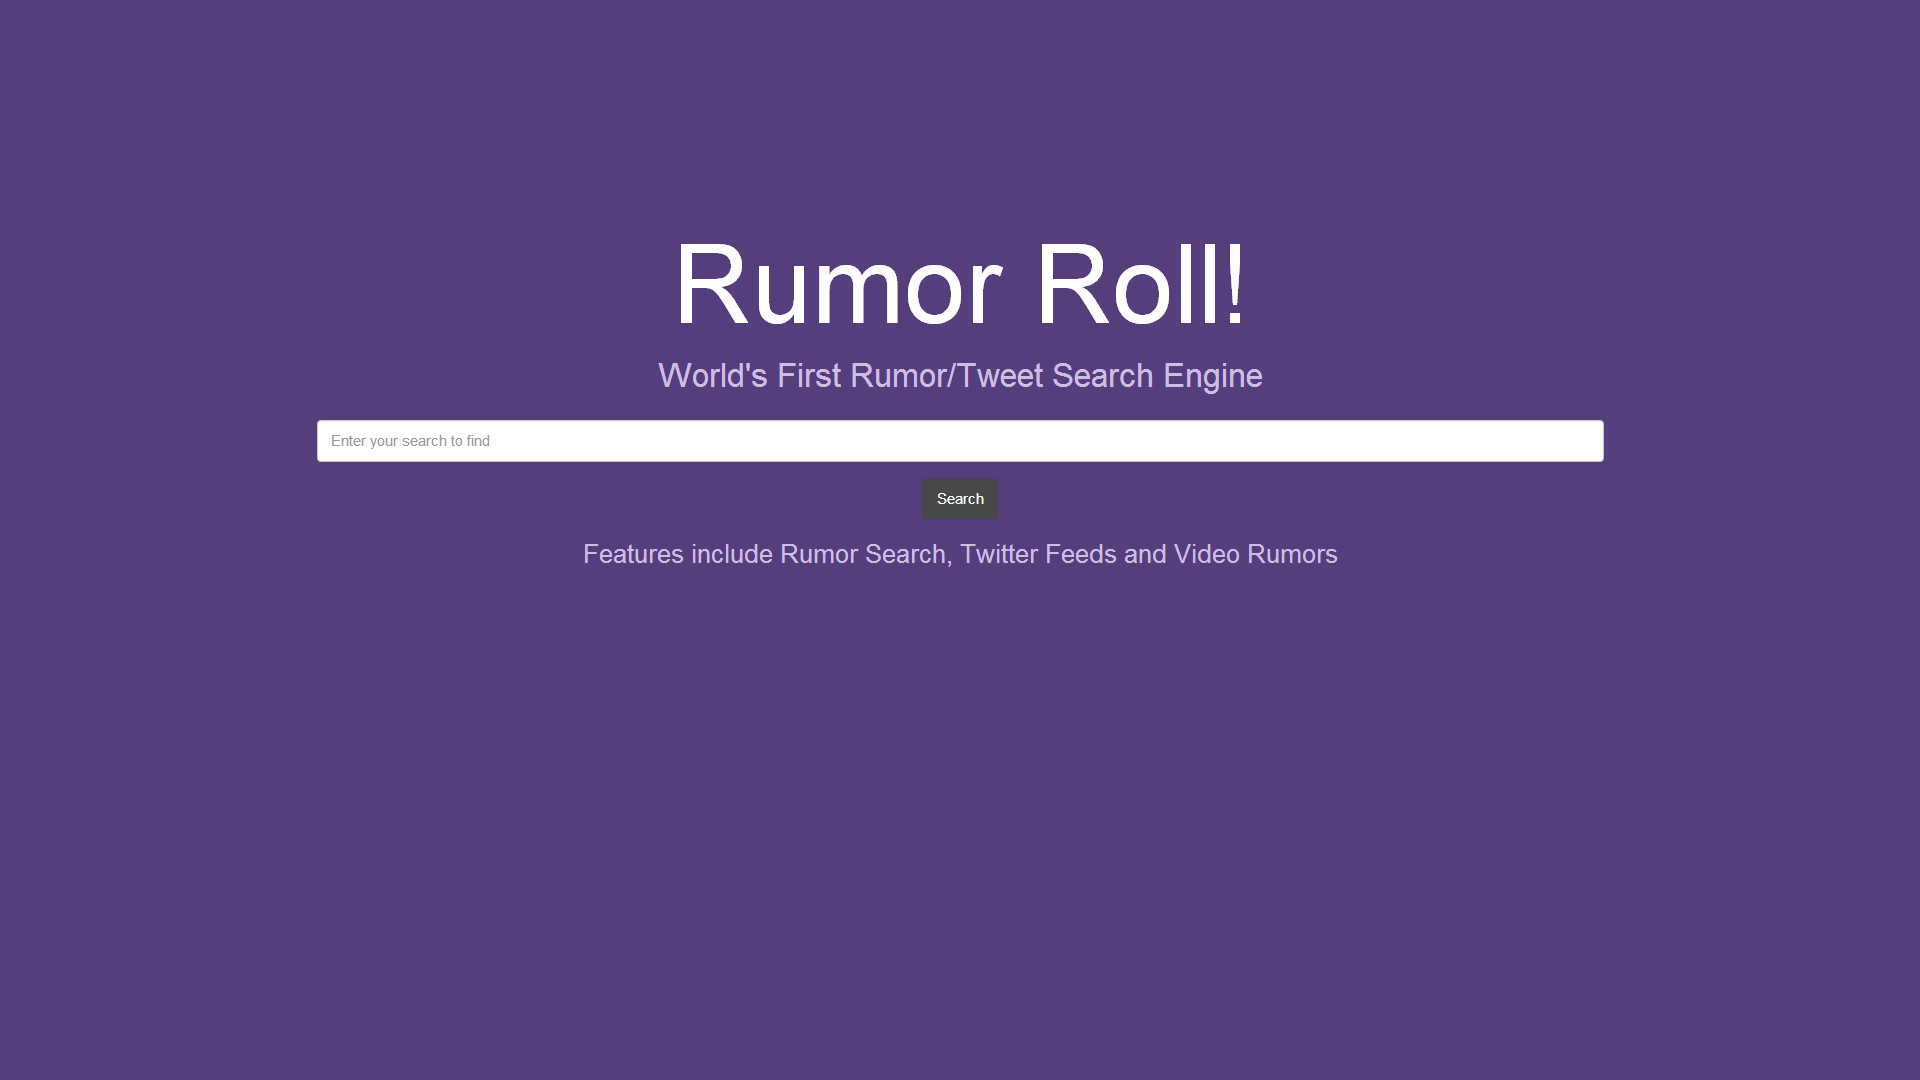 Rumor Roll!
World's First Rumor/Tweet Search Engine
Enter your search to find
Search
Features include Rumor Search, Twitter Feeds and Video Rumors